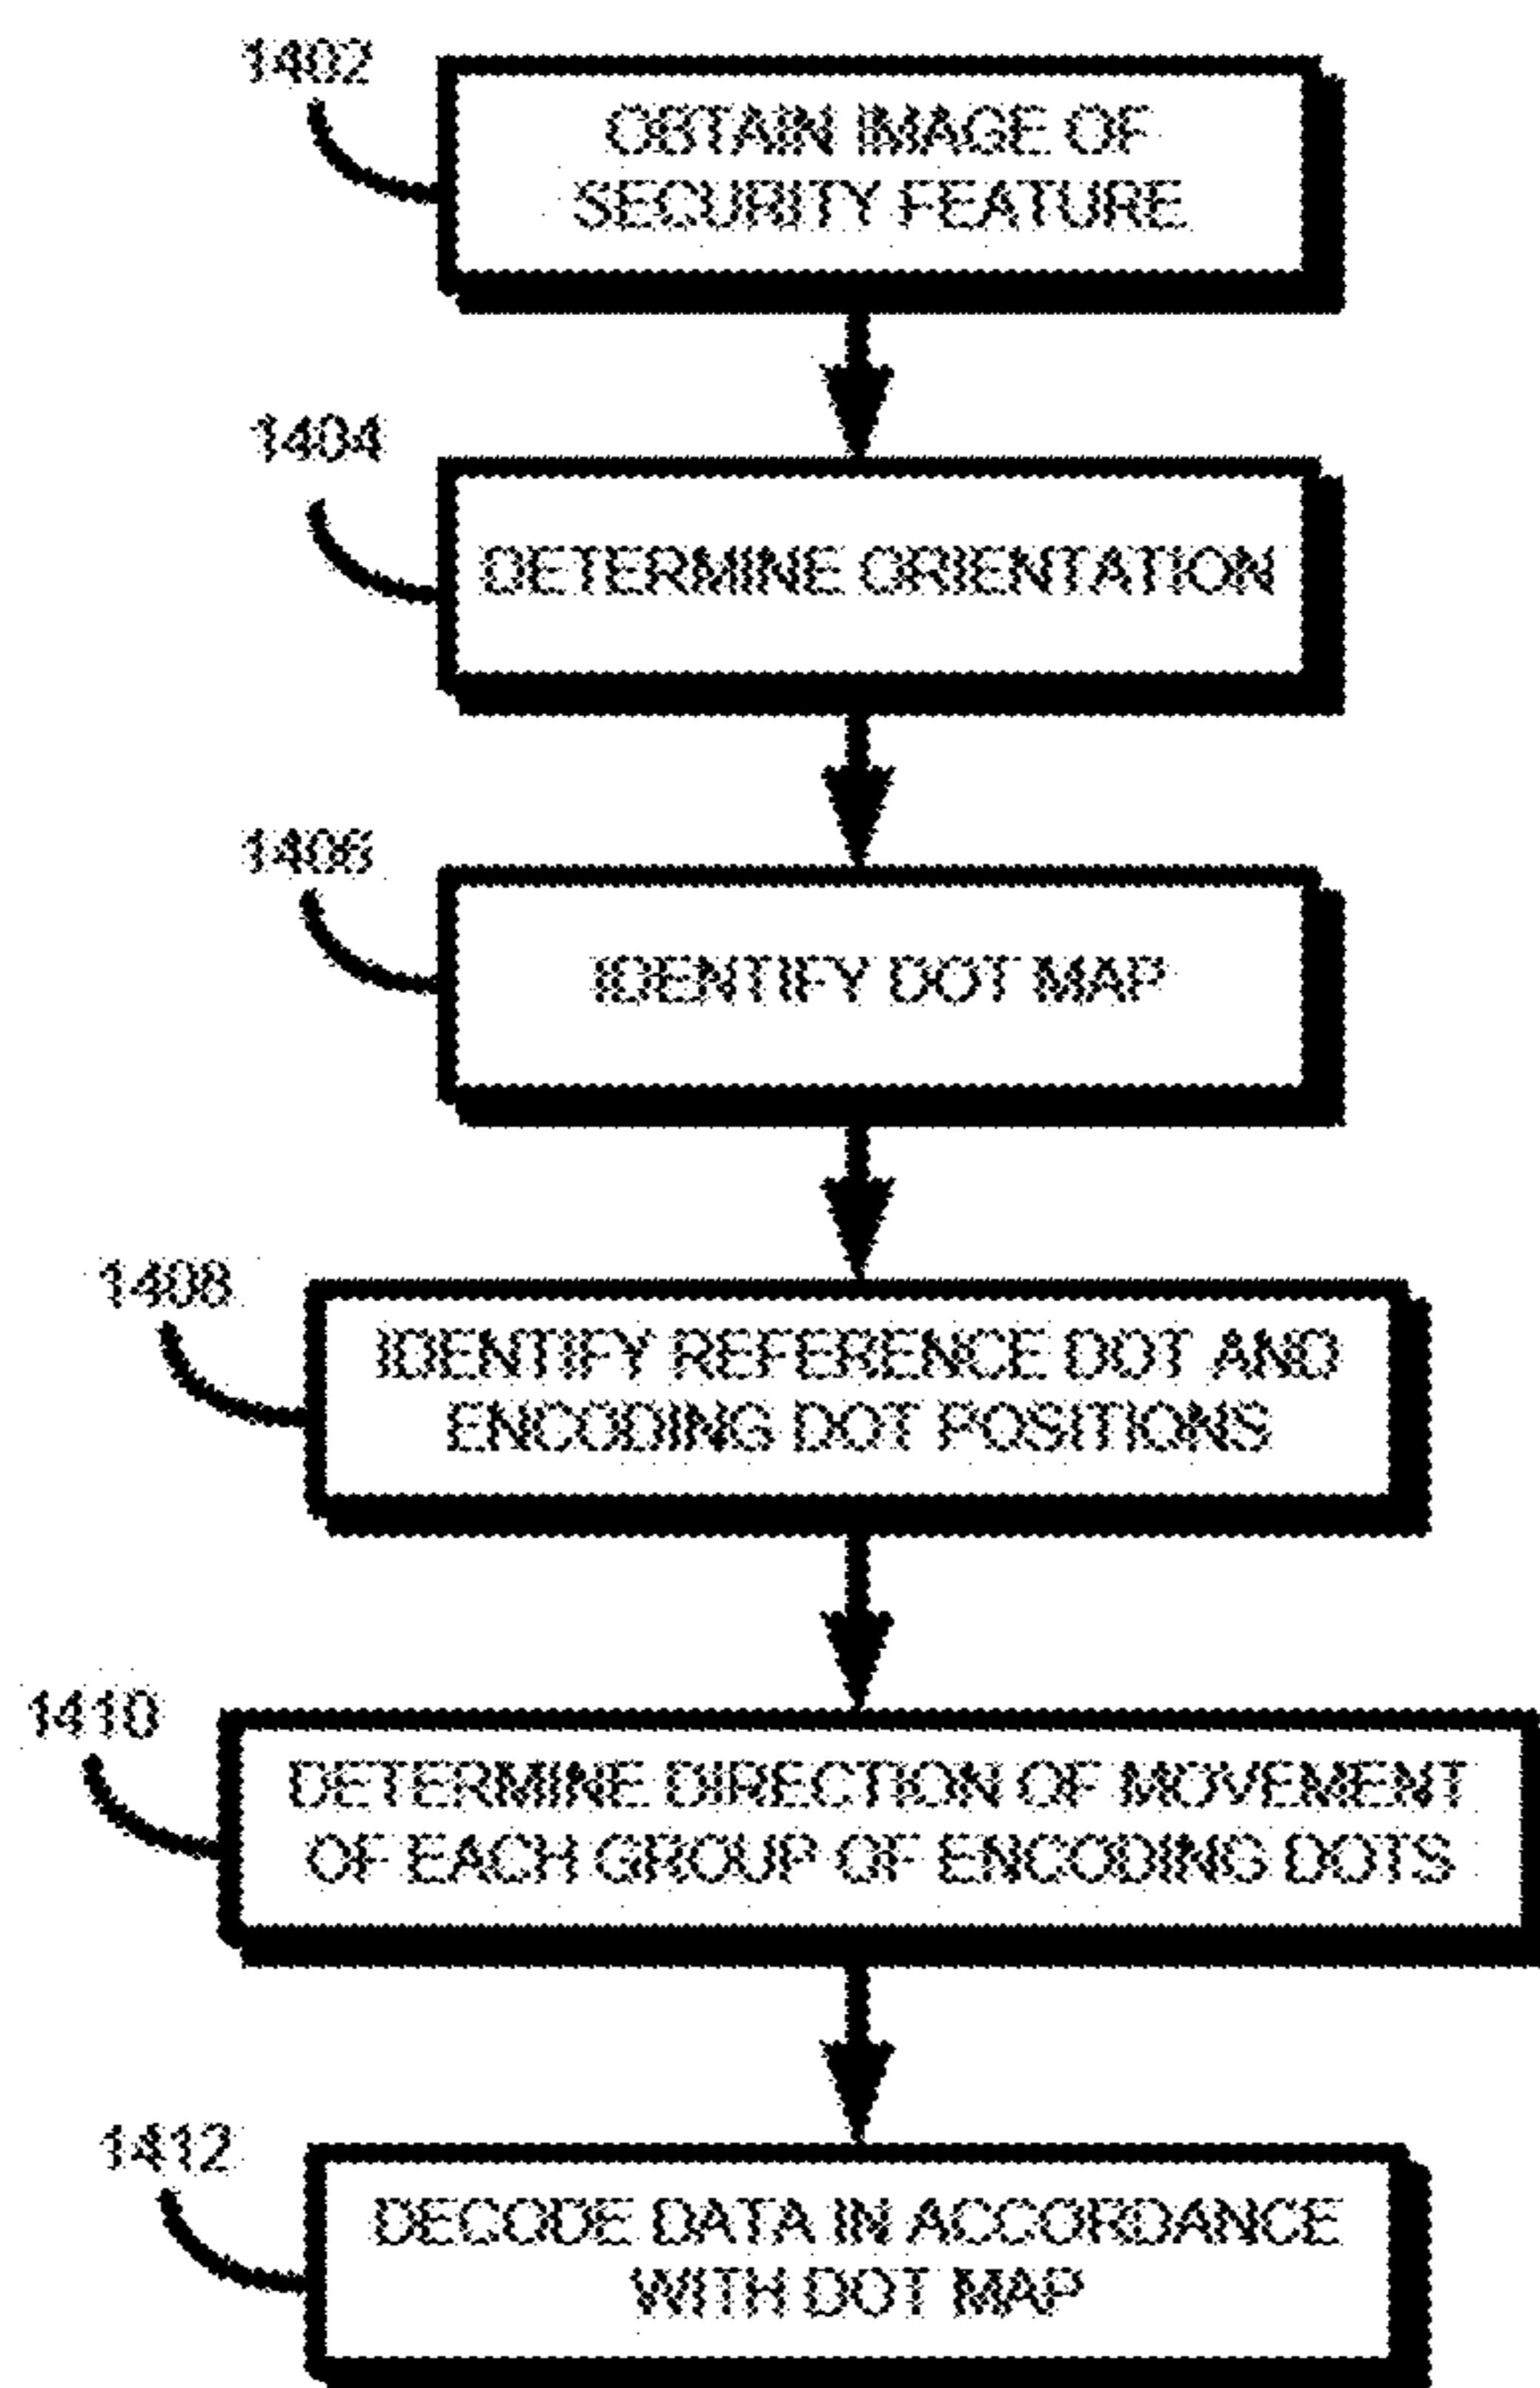 1402
OBTAIN IMAGE OF
SECURITY FEATURE
1404
DETERMINE ORIENTATION
1406
IDENTIFY DOT MAP
1408
IDENTIFY REFERENCE DOT AND
ENCODING DOT POSITIONS
1410
DETERMINE DIRECTION OF MOVEMENT
OF EACH GROUP OF ENCODING DOTS
1412
DECODE DATA IN ACCORDANCE
WITH DOT MAP